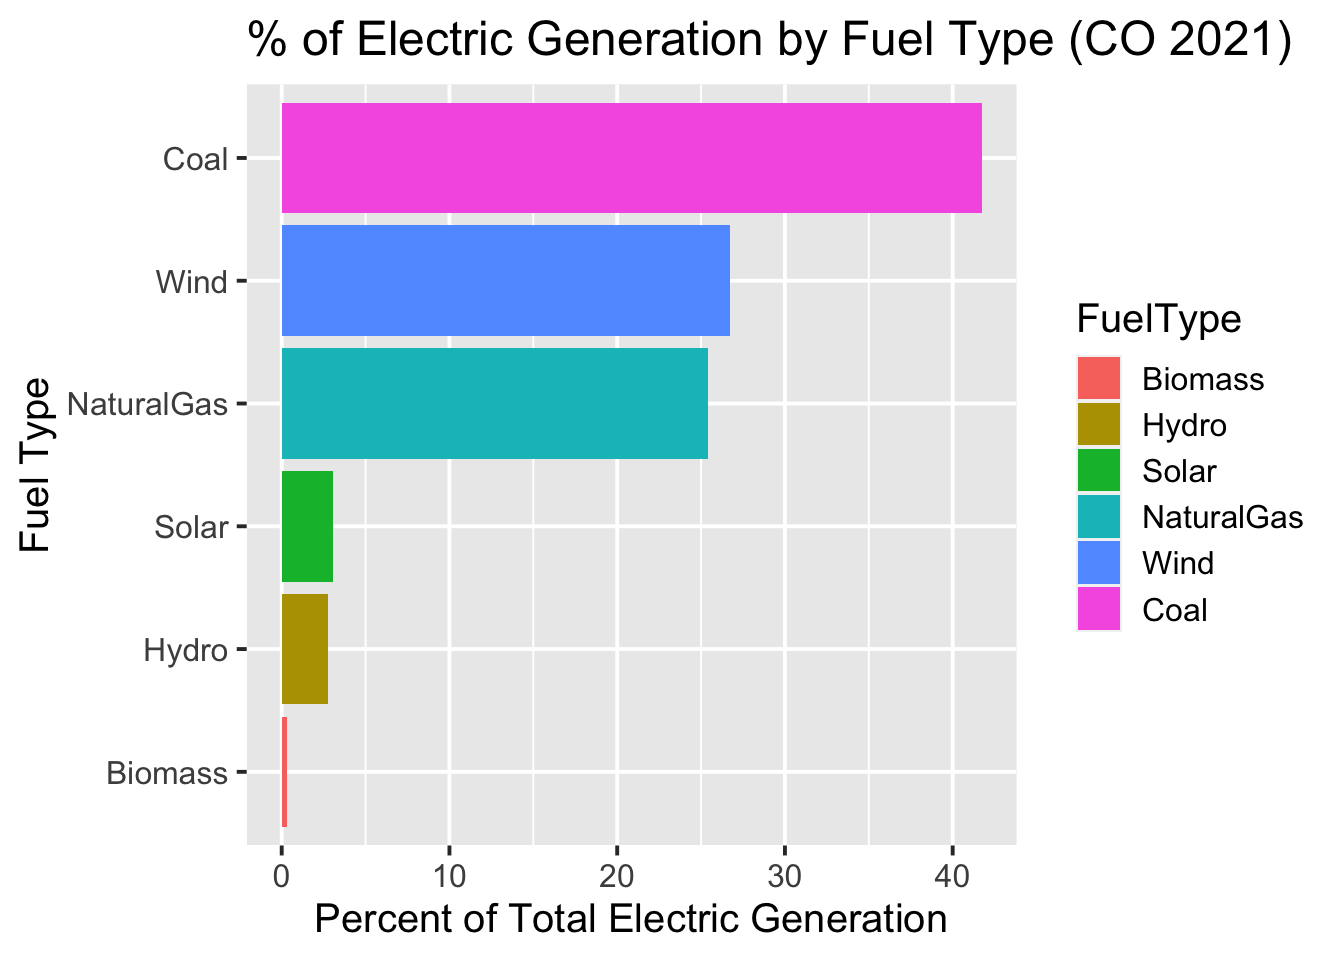 % of Electric Generation by Fuel Type (CO 2021)
Coal
Wind
NaturalGas
Solar
Hydro
Biomass
Fuel Type
0 10 20 30 40
Percent of Total Electric Generation
FuelType
Biomass
Hydro
Solar
NaturalGas
Wind
Coal